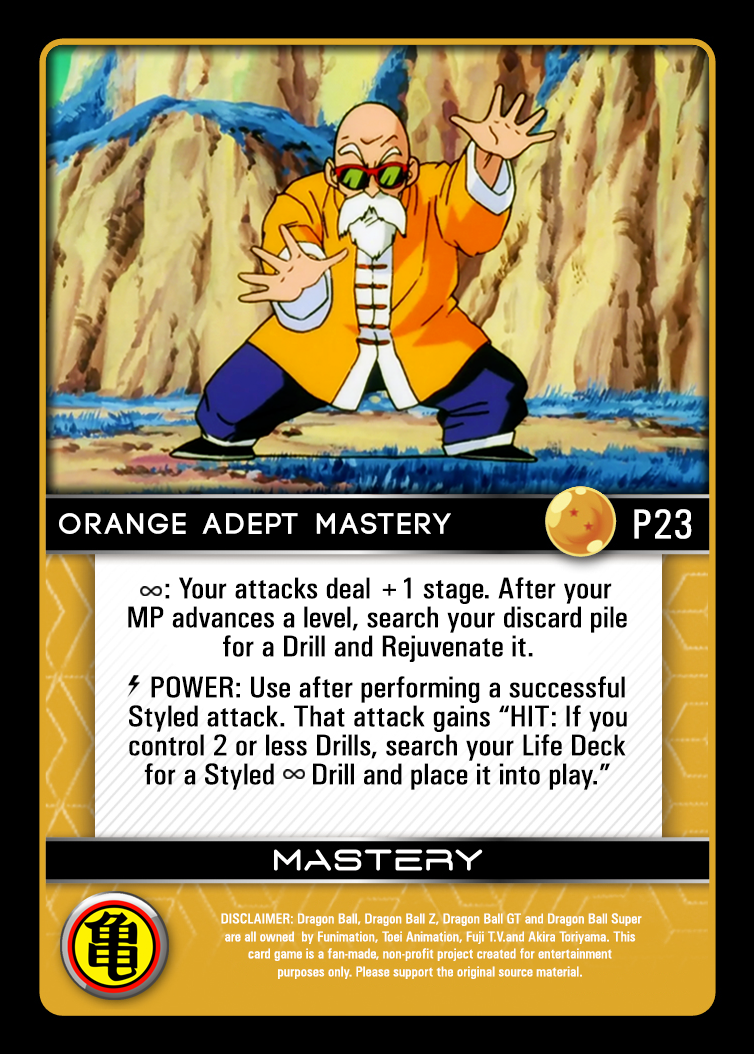 ORANGE ADEPT MASTERY
P23
∞: Your attacks deal +1 stage. After your
MP advances a level, search your discard pile
for a Drill and Rejuvenate it.
⚡ POWER: Use after performing a successful
Styled attack. That attack gains “HIT: If you
control 2 or less Drills, search your Life Deck
for a Styled ∞ Drill and place it into play.”
MASTERY
亀
DISCLAIMER: Dragon Ball, Dragon Ball Z, Dragon Ball GT and Dragon Ball Super
are all owned by Funimation, Toei Animation, Fuji T.V.and Akira Toriyama. This
card game is a fan-made, non-profit project created for entertainment
purposes only. Please support the original source material.